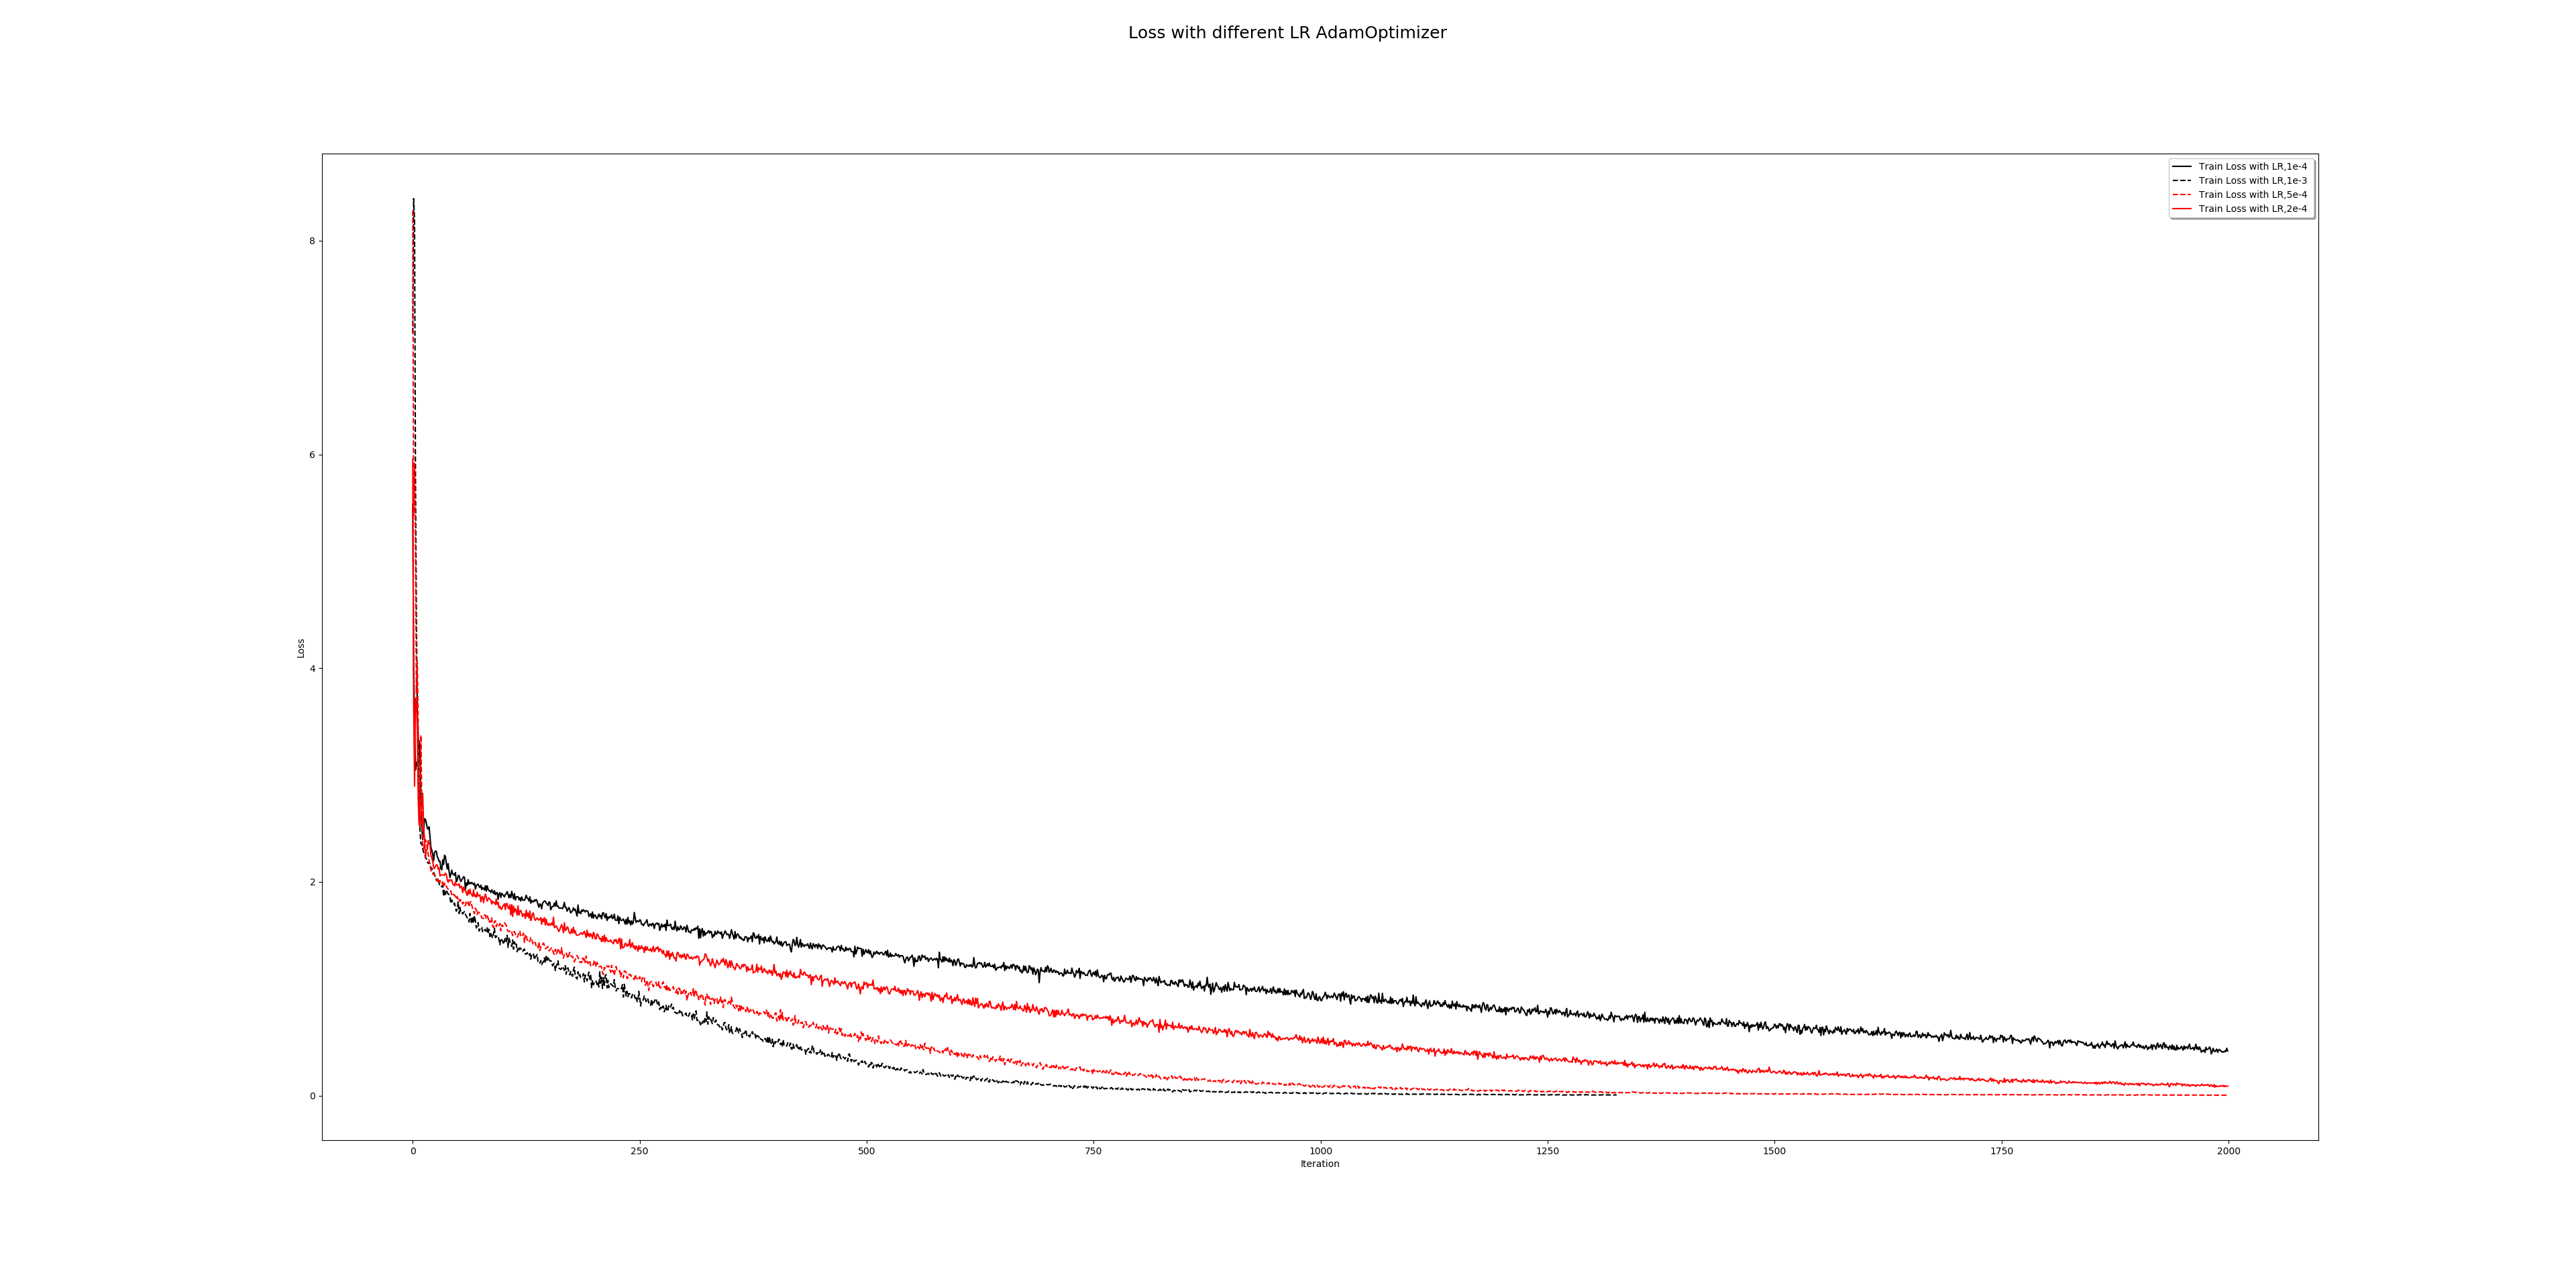 Loss with different LR AdamOptimizer
Train Loss with LR,1e-4
Train Loss with LR,1e-3
Train Loss with LR,5e-4
Train Loss with LR,2e-4
8
6
4
2
0
Loss
0 250 500 750 1000 1250 1500 1750 2000
Iteration